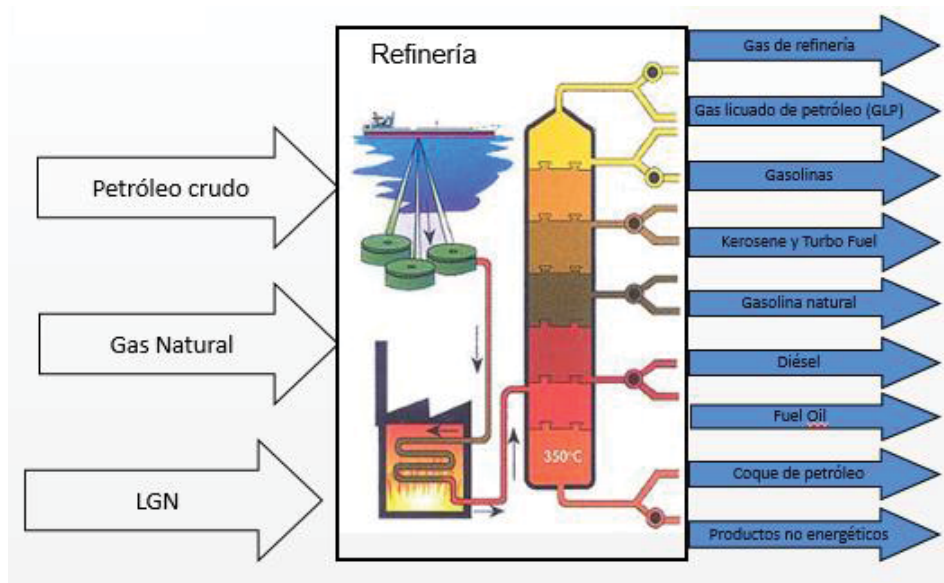 Refinería
Petróleo crudo
Gas Natural
LGN
350°C
Gas de refinería
Gas licuado de petróleo (GLP)
Gasolinas
Kerosene y Turbo Fuel
Gasolina natural
Diésel
Fuel Oil
Coque de petróleo
Productos no energéticos